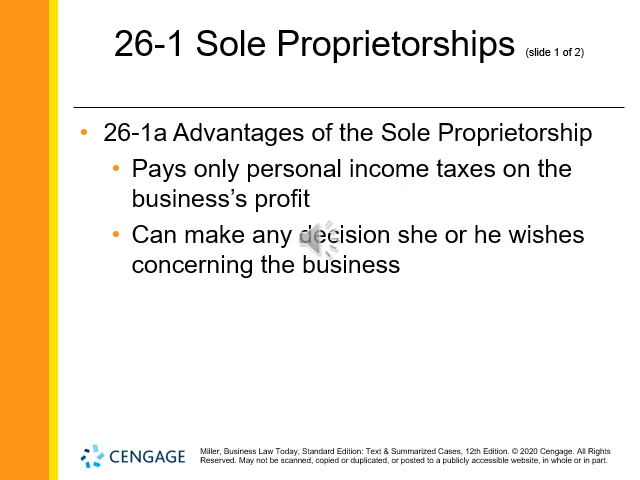 26-1 Sole Proprietorships (slide 1 of 2)
• 26-1a Advantages of the Sole Proprietorship
• Pays only personal income taxes on the
business’s profit
• Can make any decision she or he wishes
concerning the business
CENGAGE
Miller, Business Law Today, Standard Edition: Text & Summarized Cases, 12th Edition. © 2020 Cengage. All Rights
Reserved. May not be scanned, copied or duplicated, or posted to a publicly accessible website, in whole or in part.